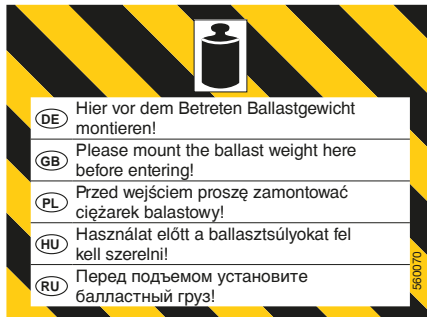 DE Hier vor dem Betreten Ballastgewicht
montieren!
GB Please mount the ballast weight here
before entering!
PL Przed wejściem proszę zamontować
ciężarek balastowy!
HU Használat előtt a ballasztsúlyokat fel
kell szerelni!
RU Перед подъемом установите
балластный груз!
560070